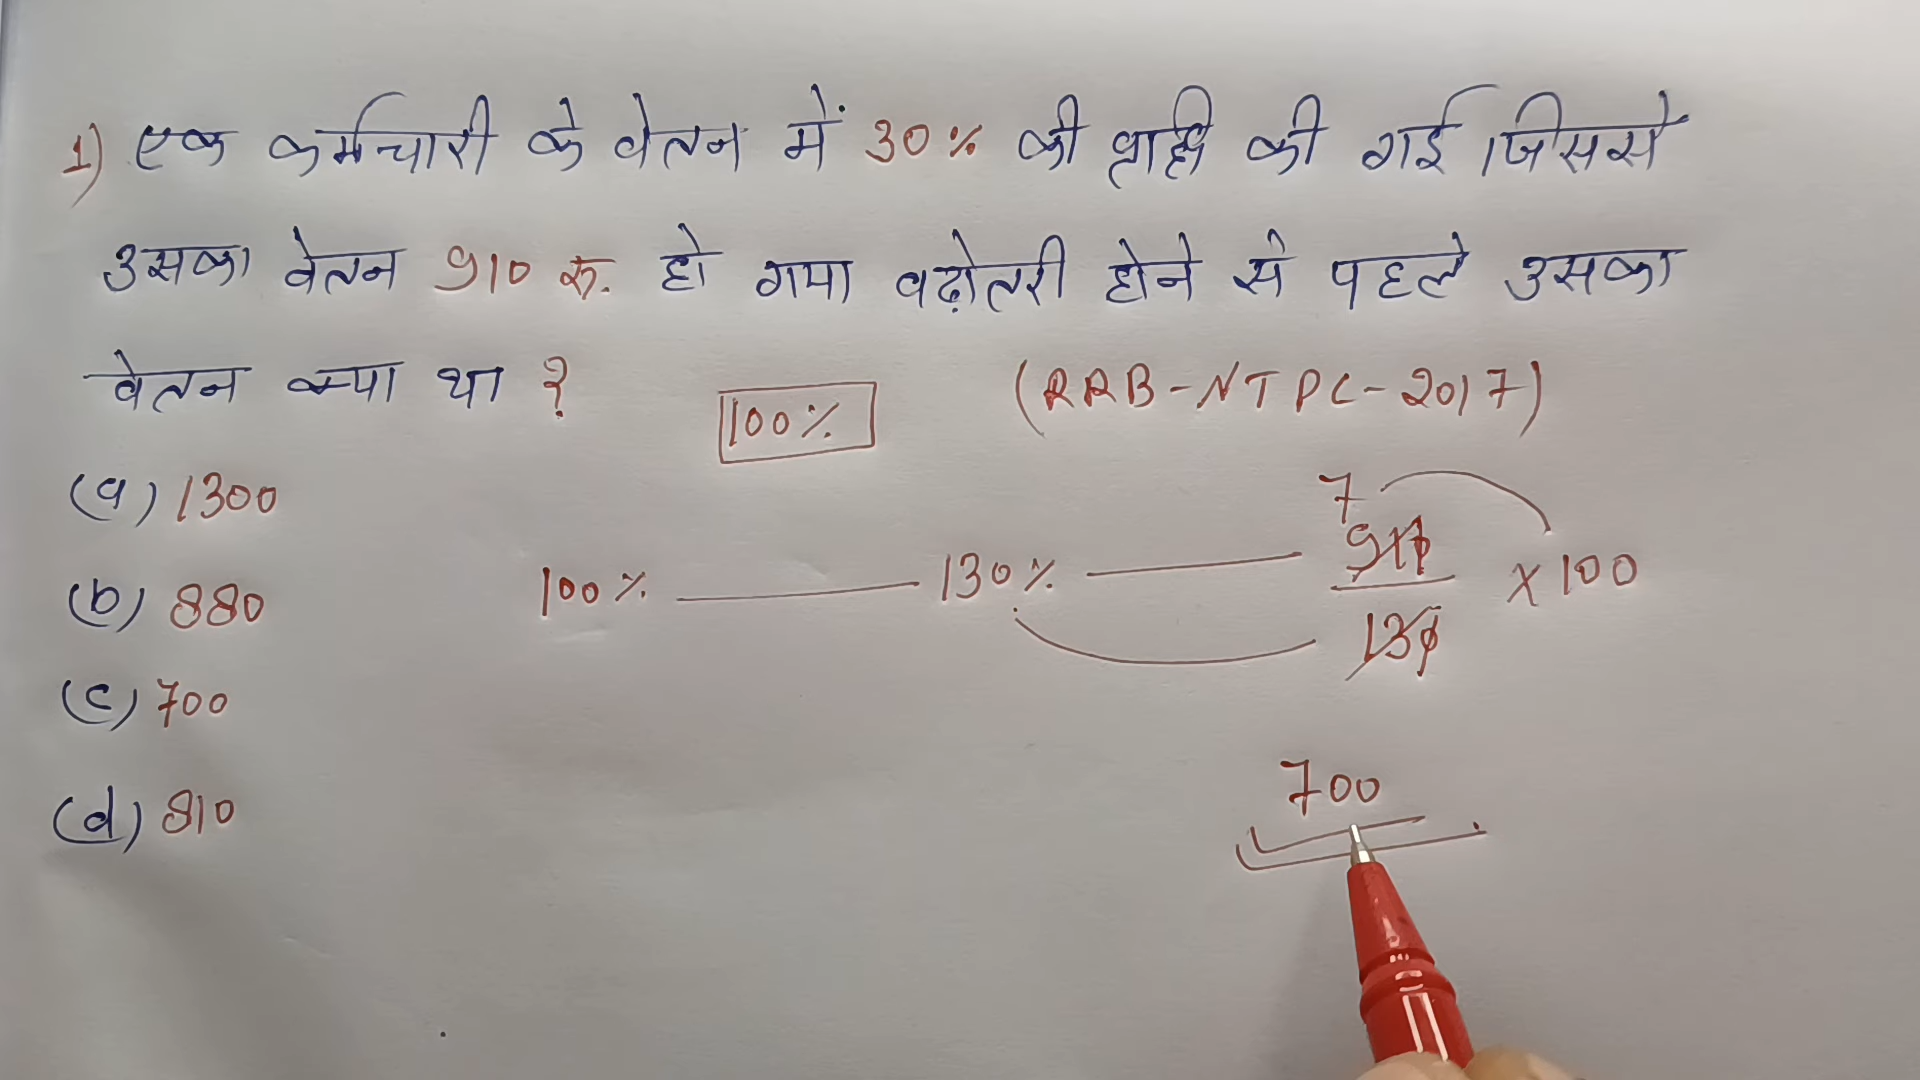 1) एक कर्मचारी के वेतन में 30% की वृद्धि की गई जिससे
उसका वेतन 910 रु. हो गया बढ़ोतरी होने से पहले उसका
वेतन क्या था ?
100%
(RRB-NTPC-2017)
(a) 1300
(b) 880
(c) 700
(d) 810
7
100% 130% 910 × 100
130
700